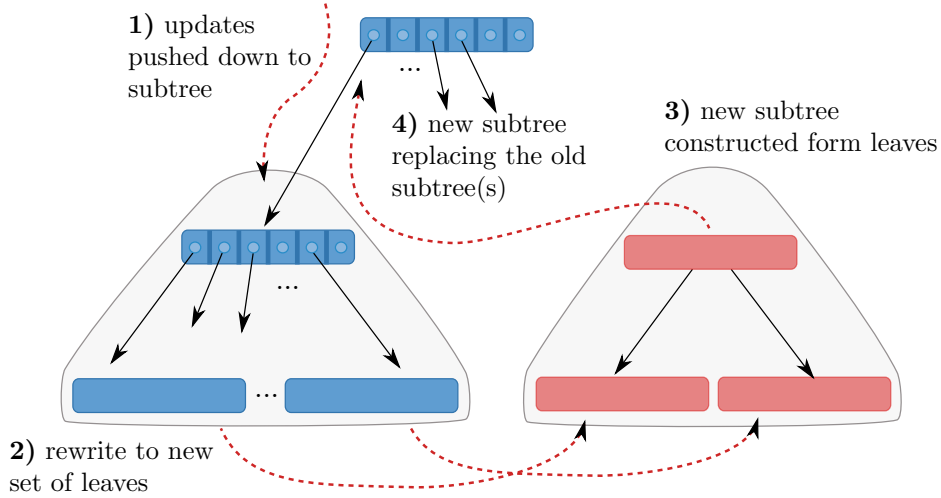 1) updates
pushed down to
subtree
...
4) new subtree
replacing the old
subtree(s)
3) new subtree
constructed form leaves
...
...
2) rewrite to new
set of leaves